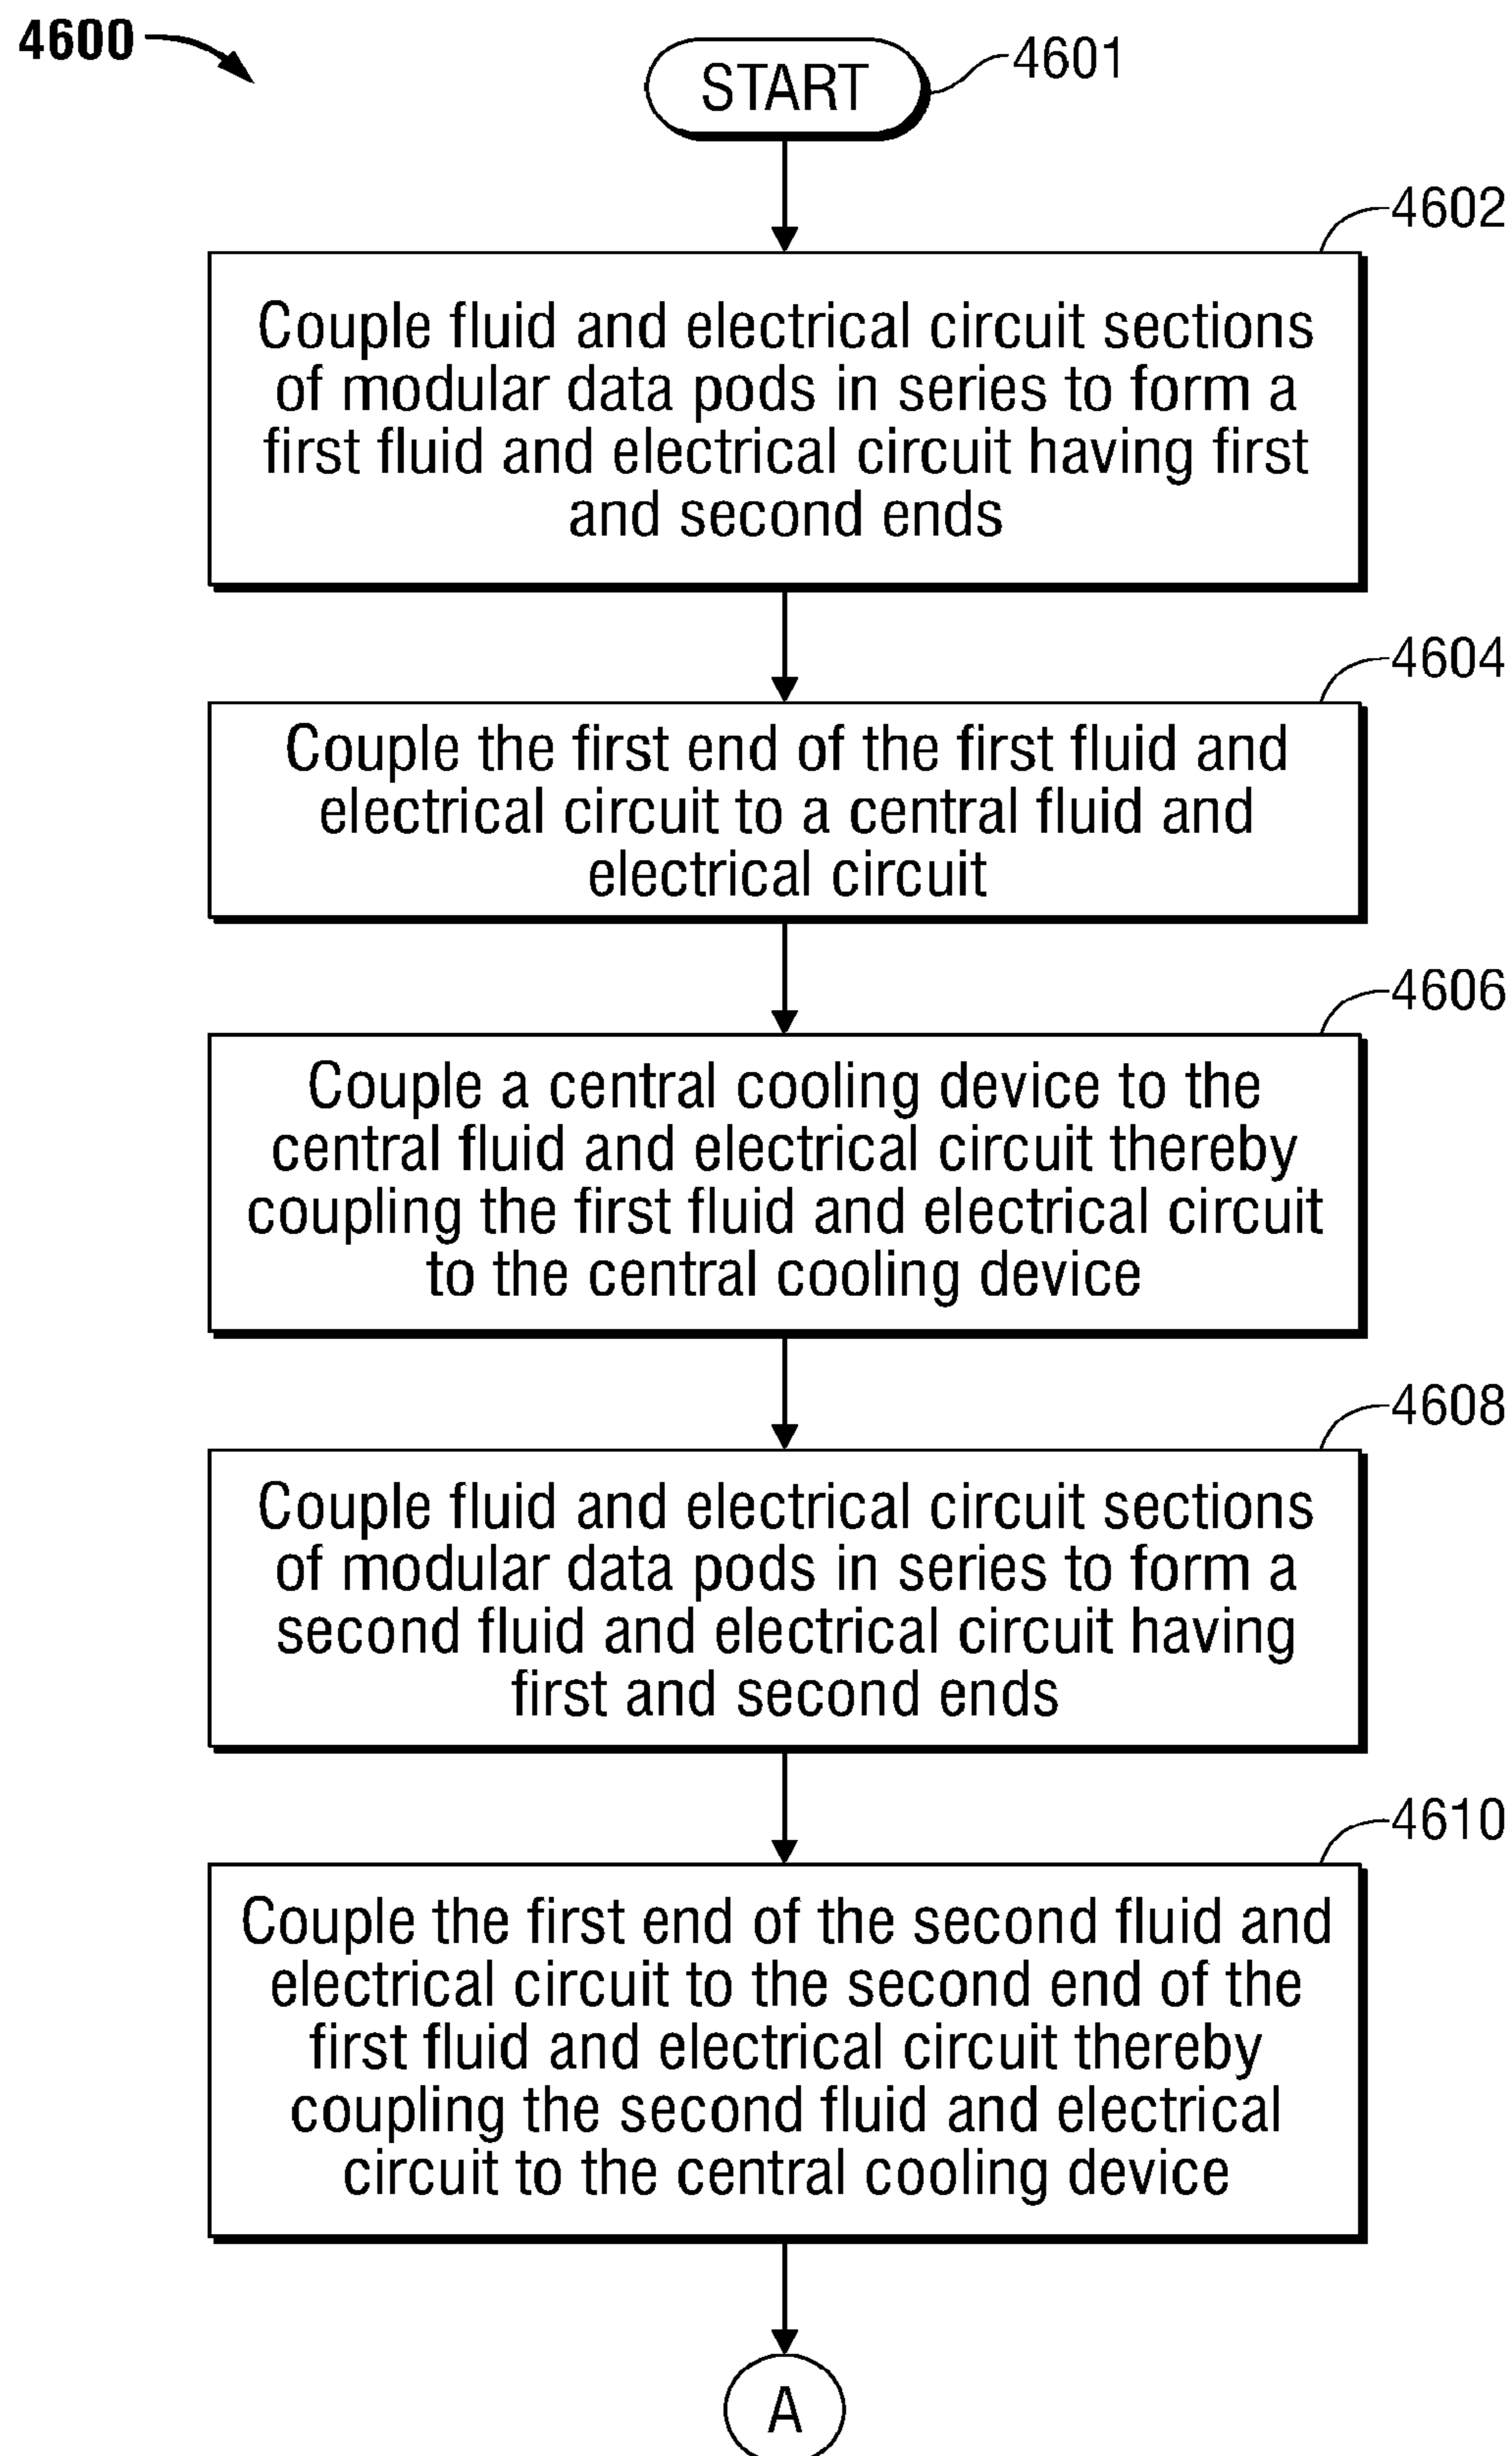 4600
START
4601
4602
Couple fluid and electrical circuit sections
of modular data pods in series to form a
first fluid and electrical circuit having first
and second ends
4604
Couple the first end of the first fluid and
electrical circuit to a central fluid and
electrical circuit
4606
Couple a central cooling device to the
central fluid and electrical circuit thereby
coupling the first fluid and electrical circuit
to the central cooling device
4608
Couple fluid and electrical circuit sections
of modular data pods in series to form a
second fluid and electrical circuit having
first and second ends
4610
Couple the first end of the second fluid and
electrical circuit to the second end of the
first fluid and electrical circuit thereby
coupling the second fluid and electrical
circuit to the central cooling device
A